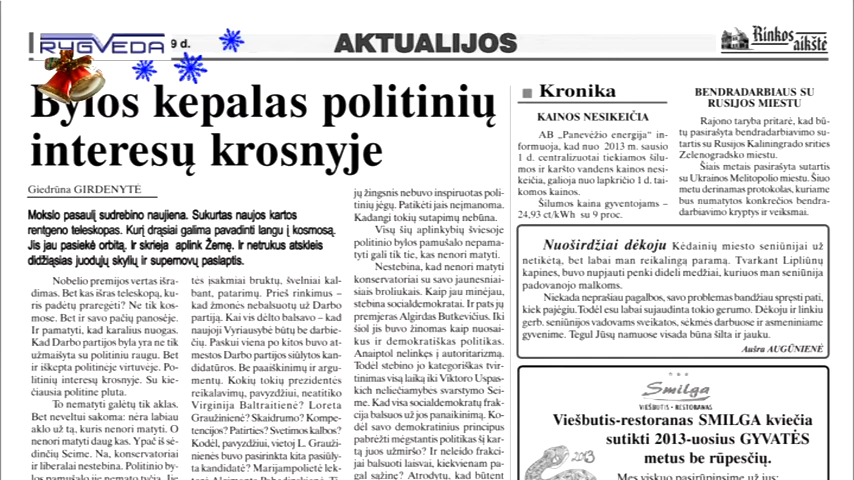 RYGVEDA
9 d.
AKTUALIJOS
Rinkos
aikštė
Bylos kepalas politinių
interesų krosnyje
Giedrūna GIRDENYTĖ
Mokslo pasaulį sudrebino naujiena. Sukurtas naujos kartos
rentgeno teleskopas. Kurį drąsiai galima pavadinti langu į kosmosą.
Jis jau pasiekė orbitą. Ir skrieja aplink Žemę. Ir netrukus atskleis
didžiąsias juodųjų skylių ir supernovų paslaptis.
Nobelio premijos vertas išra-
dimas. Bet kas išras teleskopą, ku-
ris padėtų praregėti? Ne tik kos-
mose. Bet ir savo pačių panosėje.
Ir pamatyti, kad karalius nuogas.
Kad Darbo partijos byla yra ne tik
užmaišyta su politiniu raugu. Bet
ir iškepta politinėje virtuvėje. Po-
litinių interesų krosnyje. Su kie-
čiausia politine pluta.
To nematyti galėtų tik aklas.
Bet neveltui sakoma: nėra labiau
aklo už tą, kuris nenori matyti. O
nenori matyti daug kas. Ypač iš sė-
dinčių Seime. Na, konservatoriai
ir liberalai nestebina. Politinio by-
los pamušalo jie nemato tyčia. Jie
tės įsakmiai bruktų, švelniai kal-
bant, patarimų. Prieš rinkimus –
kad žmonės nebalsuotų už Darbo
partiją. Kai vis dėlto balsavo – kad
naujoji Vyriausybė būtų be darbie-
čių. Paskui viena po kitos buvo at-
mestos Darbo partijos siūlytos kan-
didatūros. Be paaiškinimų ir argu-
mentų. Kokių tokių prezidentės
reikalavimų, pavyzdžiui, neatitiko
Virginija Baltraitienė? Loreta
Graužinienė? Skaidrumo? Kompe-
tencijos? Patirties? Svetimos kalbos?
Kodėl, pavyzdžiui, vietoj L. Grauži-
nienės buvo pasirinkta kita pasiūly-
ta kandidatė? Marijampolietė lek-
jų žingsnis nebuvo inspiruotas poli-
tinių jėgų. Patikėti jais neįmanoma.
Kadangi tokių sutapimų nebūna.
Visų šių aplinkybių šviesoje
politinio bylos pamušalo nepama-
tyti gali tik tie, kas nenori matyti.
Nestebina, kad nenori matyti
konservatoriai su savo jaunesniai-
siais broliukais. Kaip jau minėjau,
stebina socialdemokratai. Ir pats jų
premjeras Algirdas Butkevičius. Iki
šiol jis buvo žinomas kaip nuosai-
kus ir demokratiškas politikas.
Anaiptol nelinkęs į autoritarizmą.
Todėl stebino jo kategoriškas tvir-
tinimas visą laiką iki Viktoro Uspas-
kich neliečiamybės svarstymo Sei-
me. Kad visa socialdemokratų frak-
cija balsuos už jos panaikinimą. Ko-
dėl savo demokratinius principus
pabrėžti mėgstantis politikas šį kar-
tą juos užmiršo? Ir neleido frakci-
jai balsuoti laisvai, kiekvienam pa-
gal sąžinę? Atrodytų, kad būtent
Kronika
KAINOS NESIKEIČIA
AB „Panevėžio energija“ in-
formuoja, kad nuo 2013 m. sausio
1 d. centralizuotai tiekiamos šilu-
mos ir karšto vandens kainos nesi-
keičia, galioja nuo lapkričio 1 d. tai-
komos kainos.
Šilumos kaina gyventojams –
24,93 ct/kWh su 9 proc.
BENDRADARBIAUS SU
RUSIJOS MIESTU
Rajono taryba pritarė, kad bū-
tų pasirašyta bendradarbiavimo su-
tartis su Rusijos Kaliningrado srities
Zelenogradsko miestu.
Šiais metais pasirašyta sutartis
su Ukrainos Melitopolio miestu. Šiuo
metu derinamas protokolas, kuriame
bus numatytos konkrečios bendra-
darbiavimo kryptys ir veiksmai.
Nuoširdžiai dėkoju Kėdainių miesto seniūnijai už
netikėtą, bet labai man reikalingą paramą. Tvarkant Lipliūnų
kapines, buvo nupjauti penki dideli medžiai, kuriuos man seniūnija
padovanojo malkoms.
Niekada neprašiau pagalbos, savo problemas bandžiau spręsti pati,
kiek pajėgiu.Todėl esu labai sujaudinta tokio gerumo. Dėkoju ir linkiu
gerb. seniūnijos vadovams sveikatos, sėkmės darbuose ir asmeniniame
gyvenime. Tegul Jūsų namuose visada būna šilta ir jauku.
Aušra AUGŪNIENĖ
Smilga
VIEŠBUTIS-RESTORANAS
Viešbutis-restoranas SMILGA kviečia
sutikti 2013-uosius GYVATĖS
metus be rūpesčių.
2013
Mes viskuo pasirūpinsime už jus: